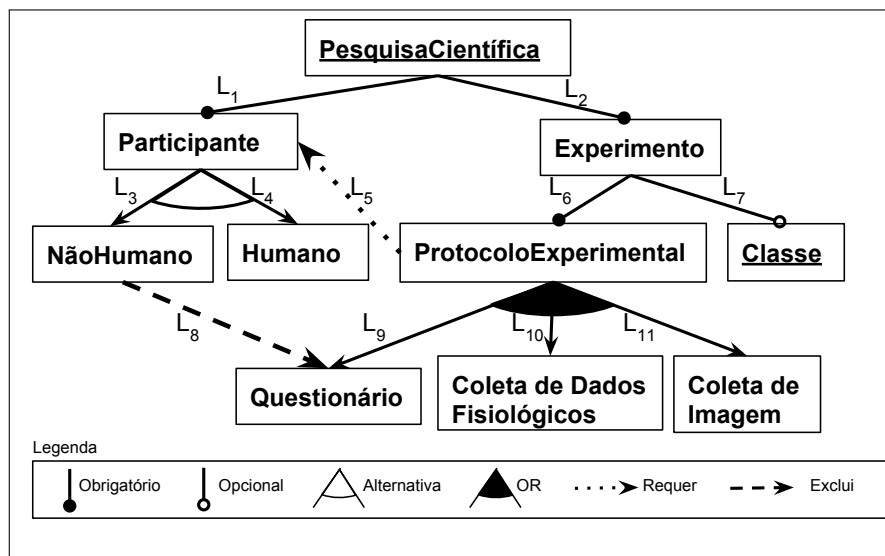 PesquisaCientífica
L1
L2
Participante
Experimento
L3
L4
L5
L6
L7
NãoHumano
Humano
ProtocoloExperimental
Classe
L8
L9
L10
L11
Questionário
Coleta de Dados
Fisiológicos
Coleta de
Imagem
Legenda
Obrigatório
Opcional
Alternativa
OR
Requer
Exclui